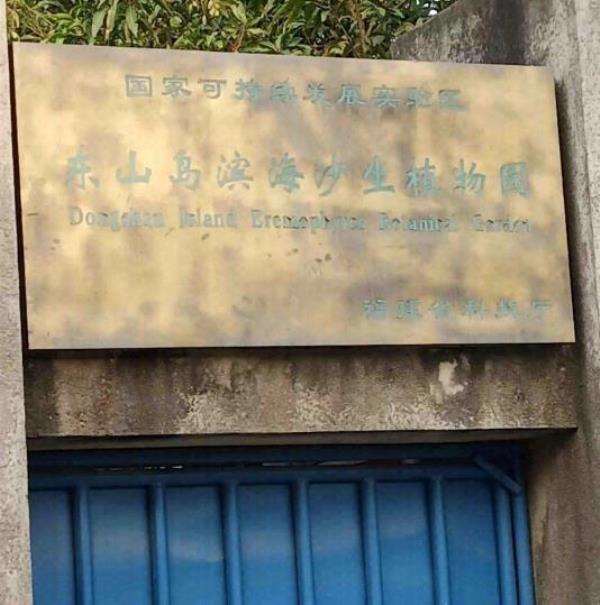 国家可持续发展实验区
东山岛滨海沙生植物园
Dongshan Island Eremophytes Botanical Garden
福建省科技厅